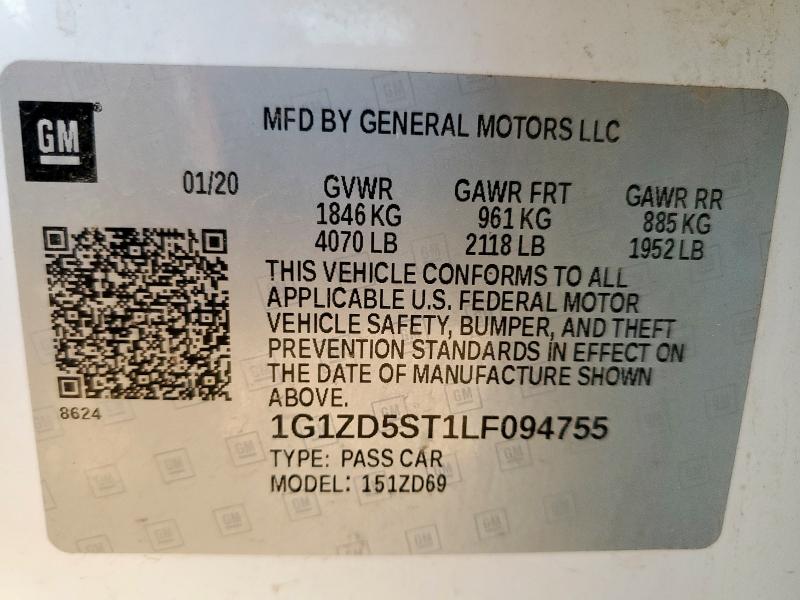 GM
MFD BY GENERAL MOTORS LLC
01/20
GVWR GAWR FRT GAWR RR
1846 KG 961 KG 885 KG
4070 LB 2118 LB 1952 LB
THIS VEHICLE CONFORMS TO ALL
APPLICABLE U.S. FEDERAL MOTOR
VEHICLE SAFETY, BUMPER, AND THEFT
PREVENTION STANDARDS IN EFFECT ON
THE DATE OF MANUFACTURE SHOWN
ABOVE.
8624
1G1ZD5ST1LF094755
TYPE: PASS CAR
MODEL: 151ZD69